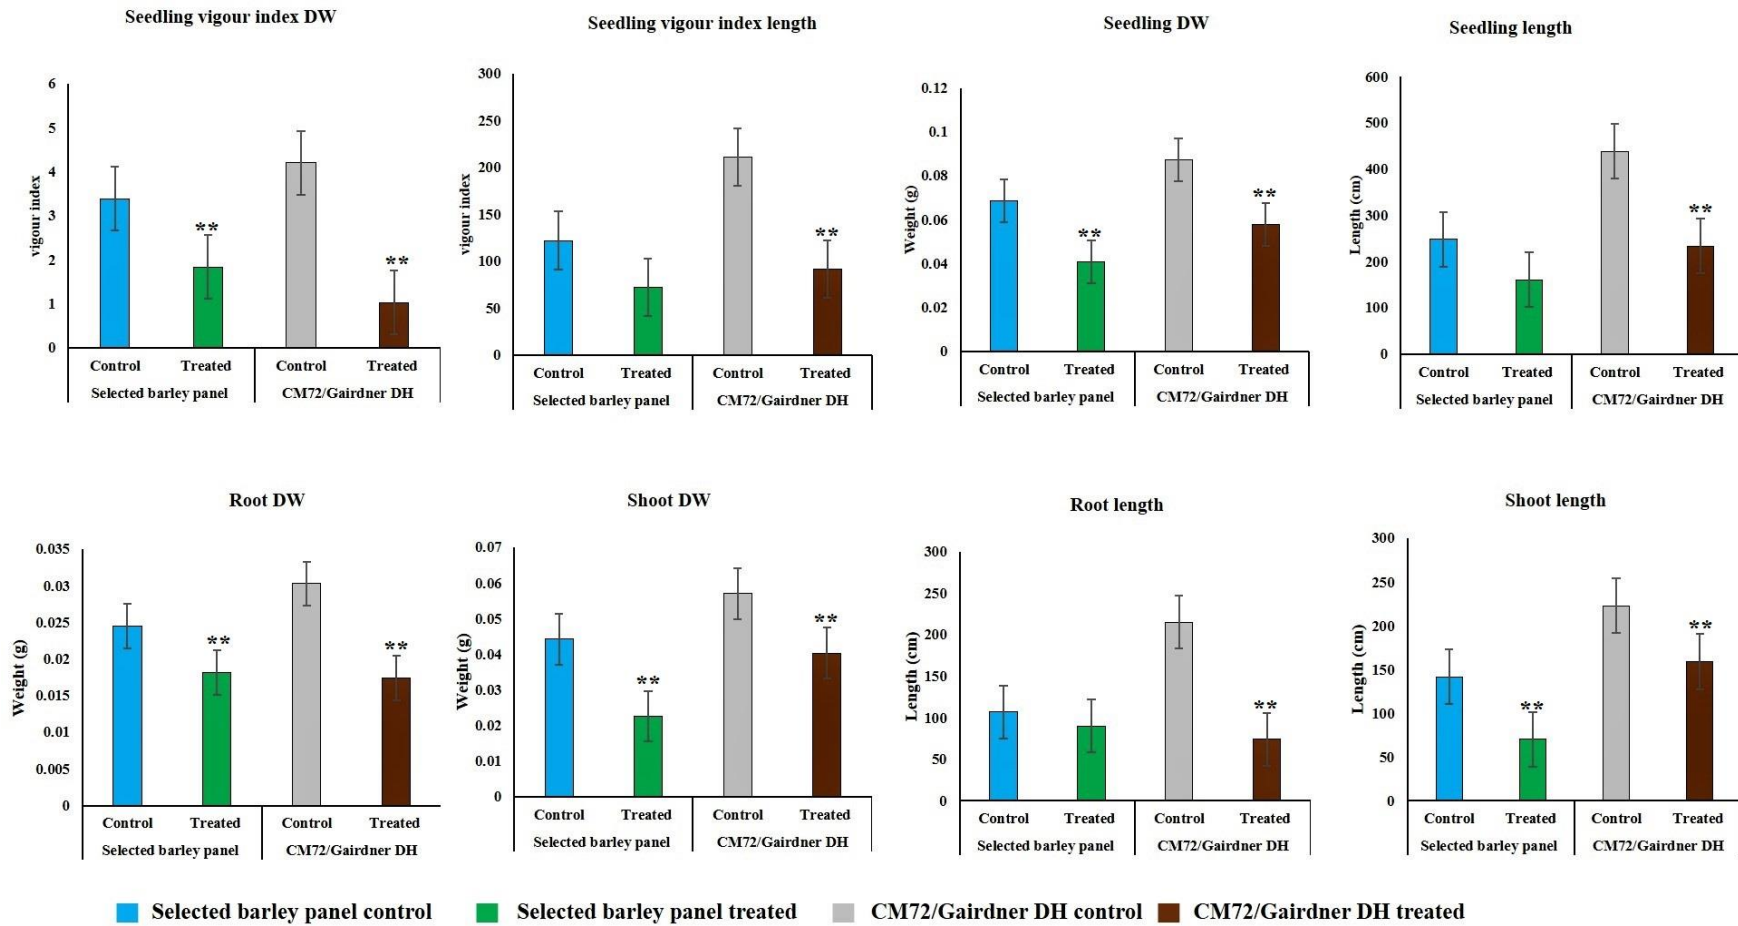 Seedling vigour index DW
vigour index
6
5
4
3
2
1
0
**
**
Control Treated Control Treated
Selected barley panel CM72/Gairdner DH
Seedling vigour index length
vigour index
300
250
200
150
100
50
0
**
Control Treated Control Treated
Selected barley panel CM72/Gairdner DH
Seedling DW
Weight (g)
0.12
0.1
0.08
0.06
0.04
0.02
0
**
**
Control Treated Control Treated
Selected barley panel CM72/Gairdner DH
Seedling length
Length (cm)
600
500
400
300
200
100
0
**
Control Treated Control Treated
Selected barley panel CM72/Gairdner DH
Root DW
Weight (g)
0.035
0.03
0.025
0.02
0.015
0.01
0.005
0
**
**
Control Treated Control Treated
Selected barley panel CM72/Gairdner DH
Shoot DW
Weight (g)
0.07
0.06
0.05
0.04
0.03
0.02
0.01
0
**
**
Control Treated Control Treated
Selected barley panel CM72/Gairdner DH
Root length
Length (cm)
300
250
200
150
100
50
0
**
Control Treated Control Treated
Selected barley panel CM72/Gairdner DH
Shoot length
Length (cm)
300
250
200
150
100
50
0
**
**
Control Treated Control Treated
Selected barley panel CM72/Gairdner DH
Selected barley panel control Selected barley panel treated CM72/Gairdner DH control CM72/Gairdner DH treated